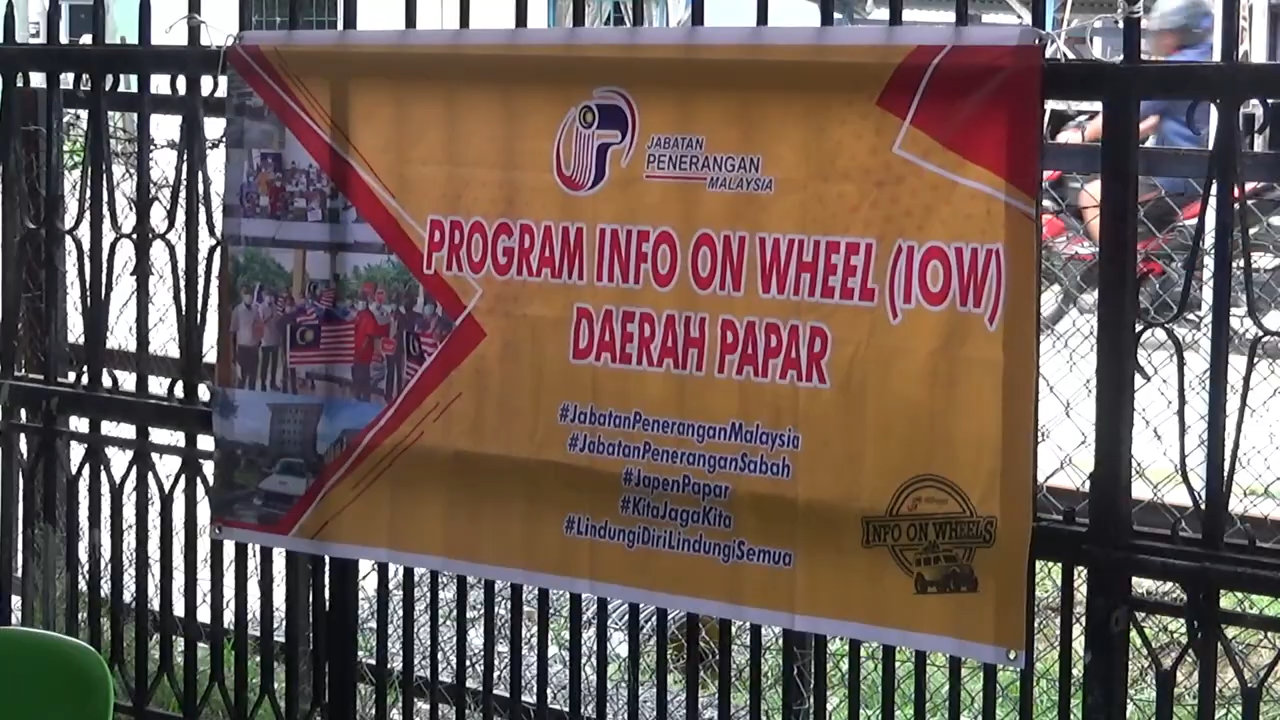 JABATAN
PENERANGAN
MALAYSIA
PROGRAM INFO ON WHEEL (IOW)
DAERAH PAPAR
#JabatanPeneranganMalaysia
#JabatanPeneranganSabah
#JapenPapar
#KitaJagaKita
#LindungiDiriLindungiSemua
INFO ON WHEELS